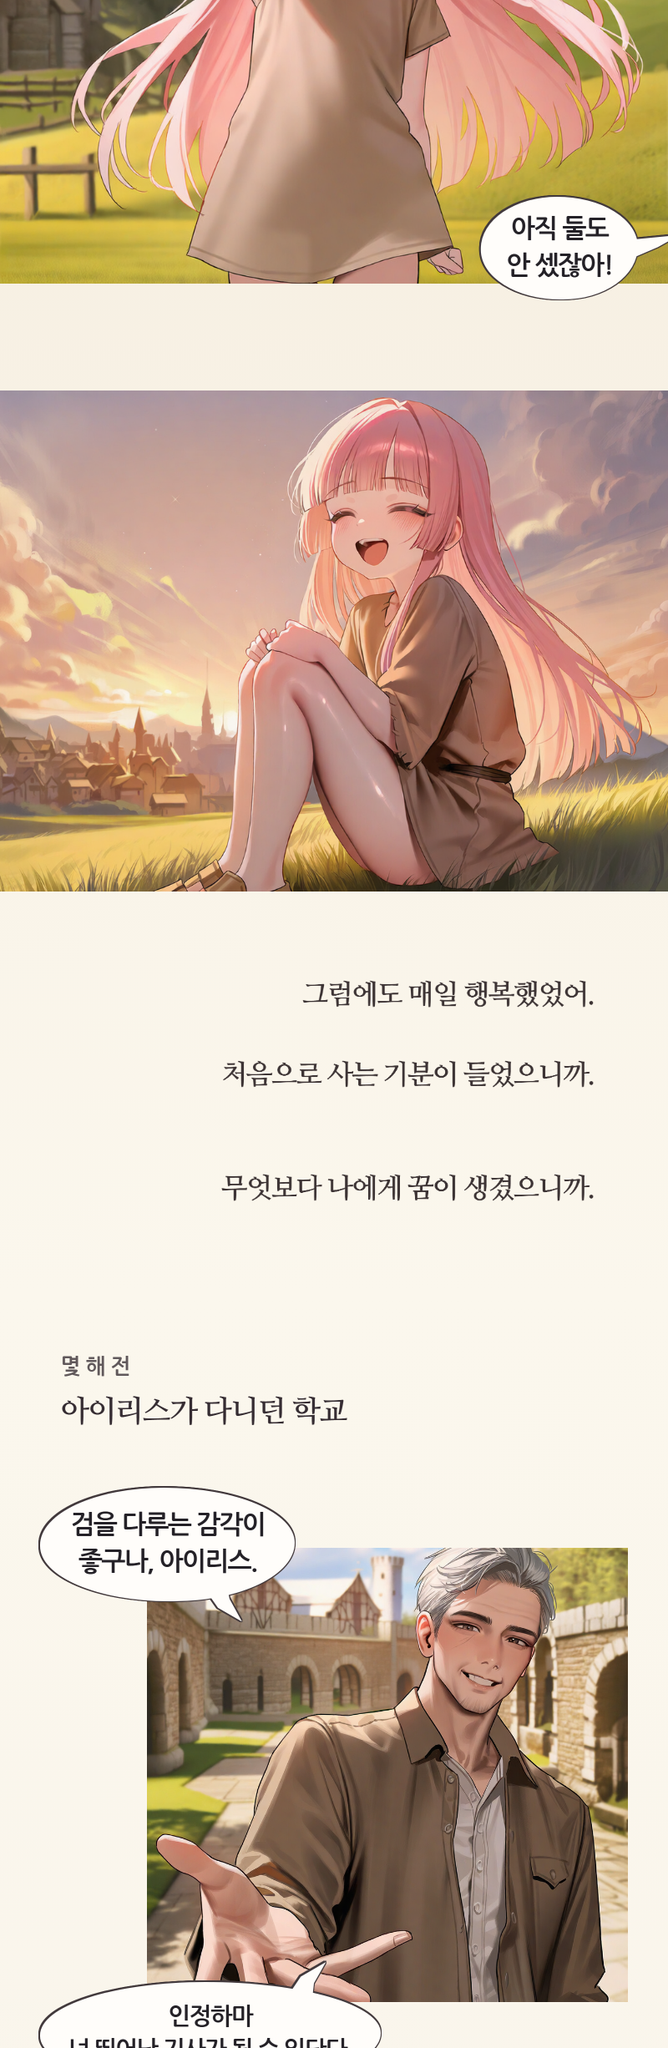 아직 둘도
안 셌잖아!
그럼에도 매일 행복했었어.
처음으로 사는 기분이 들었으니까.
무엇보다 나에게 꿈이 생겼으니까.
몇 해 전
아이리스가 다니던 학교
검을 다루는 감각이
좋구나, 아이리스.
인정하마